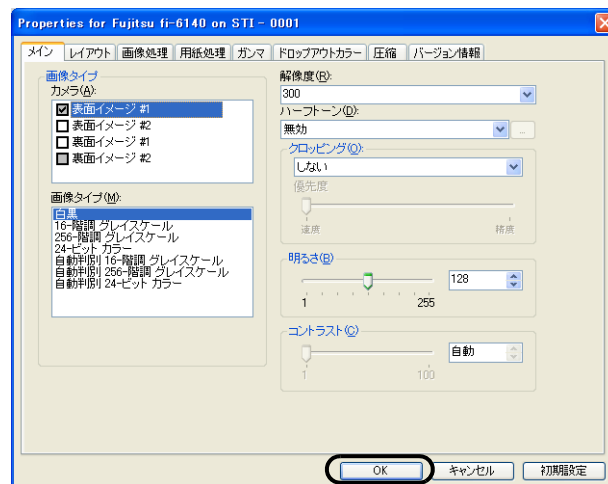 Properties for Fujitsu fi-6140 on STI - 0001
メイン レイアウト 画像処理 用紙処理 ガンマ ドロップアウトカラー 圧縮 バージョン情報
画像タイプ
カメラ(A):
表面イメージ #1
表面イメージ #2
裏面イメージ #1
裏面イメージ #2
画像タイプ(M):
白黒
16-階調 グレイスケール
256-階調 グレイスケール
24-ビット カラー
自動判別 16-階調 グレイスケール
自動判別 256-階調 グレイスケール
自動判別 24-ビット カラー
解像度(R):
300
ハーフトーン(D):
無効
...
クロッピング(O):
しない
優先度
速度 精度
明るさ(B)
128
1 255
コントラスト(C)
自動
1 100
OK キャンセル 初期設定